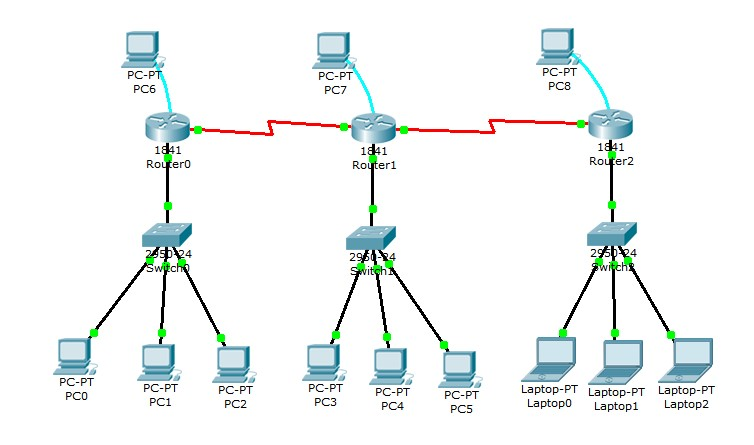 PC-PT
PC6
PC-PT
PC7
PC-PT
PC8
1841
Router0
1841
Router1
1841
Router2
2950-24
Switch0
2950-24
Switch1
2950-24
Switch2
PC-PT
PC0
PC-PT
PC1
PC-PT
PC2
PC-PT
PC3
PC-PT
PC4
PC-PT
PC5
Laptop-PT
Laptop0
Laptop-PT
Laptop1
Laptop-PT
Laptop2